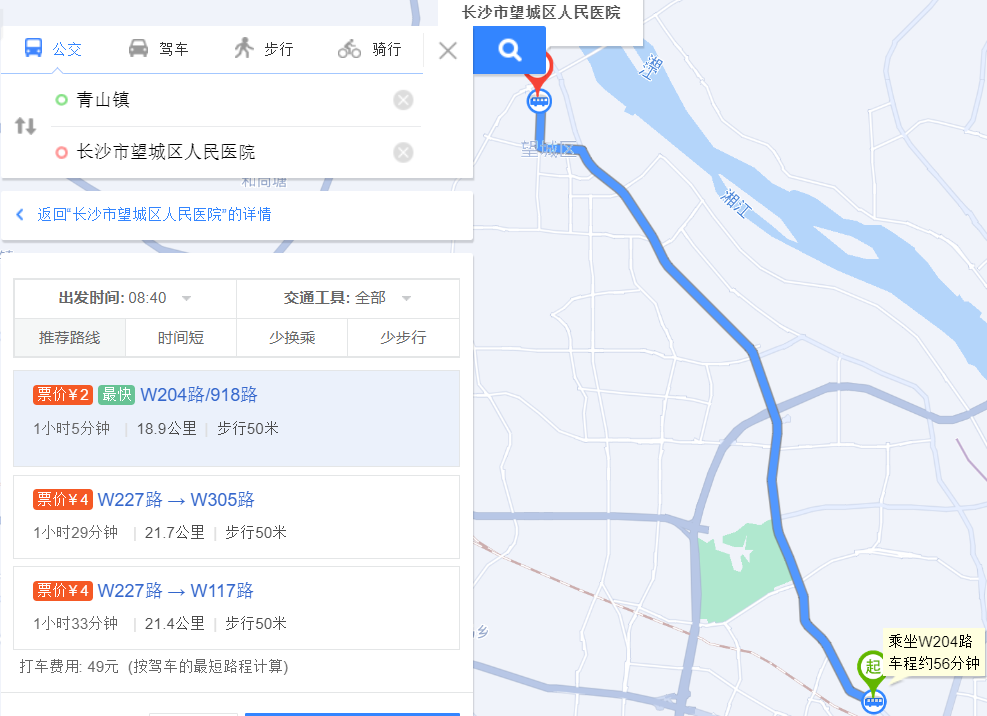 长沙市望城区人民医院
公交
驾车
步行
骑行
青山镇
长沙市望城区人民医院
和尚塘
返回“长沙市望城区人民医院”的详情
出发时间: 08:40
交通工具: 全部
推荐路线
时间短
少换乘
少步行
票价¥2 最快 W204路/918路
1小时5分钟 | 18.9公里 | 步行50米
票价¥4 W227路 → W305路
1小时29分钟 | 21.7公里 | 步行50米
票价¥4 W227路 → W117路
1小时33分钟 | 21.4公里 | 步行50米
打车费用: 49元 (按驾车的最短路程计算)
湘江
望城区
湘江
乡
起
乘坐W204路
车程约56分钟